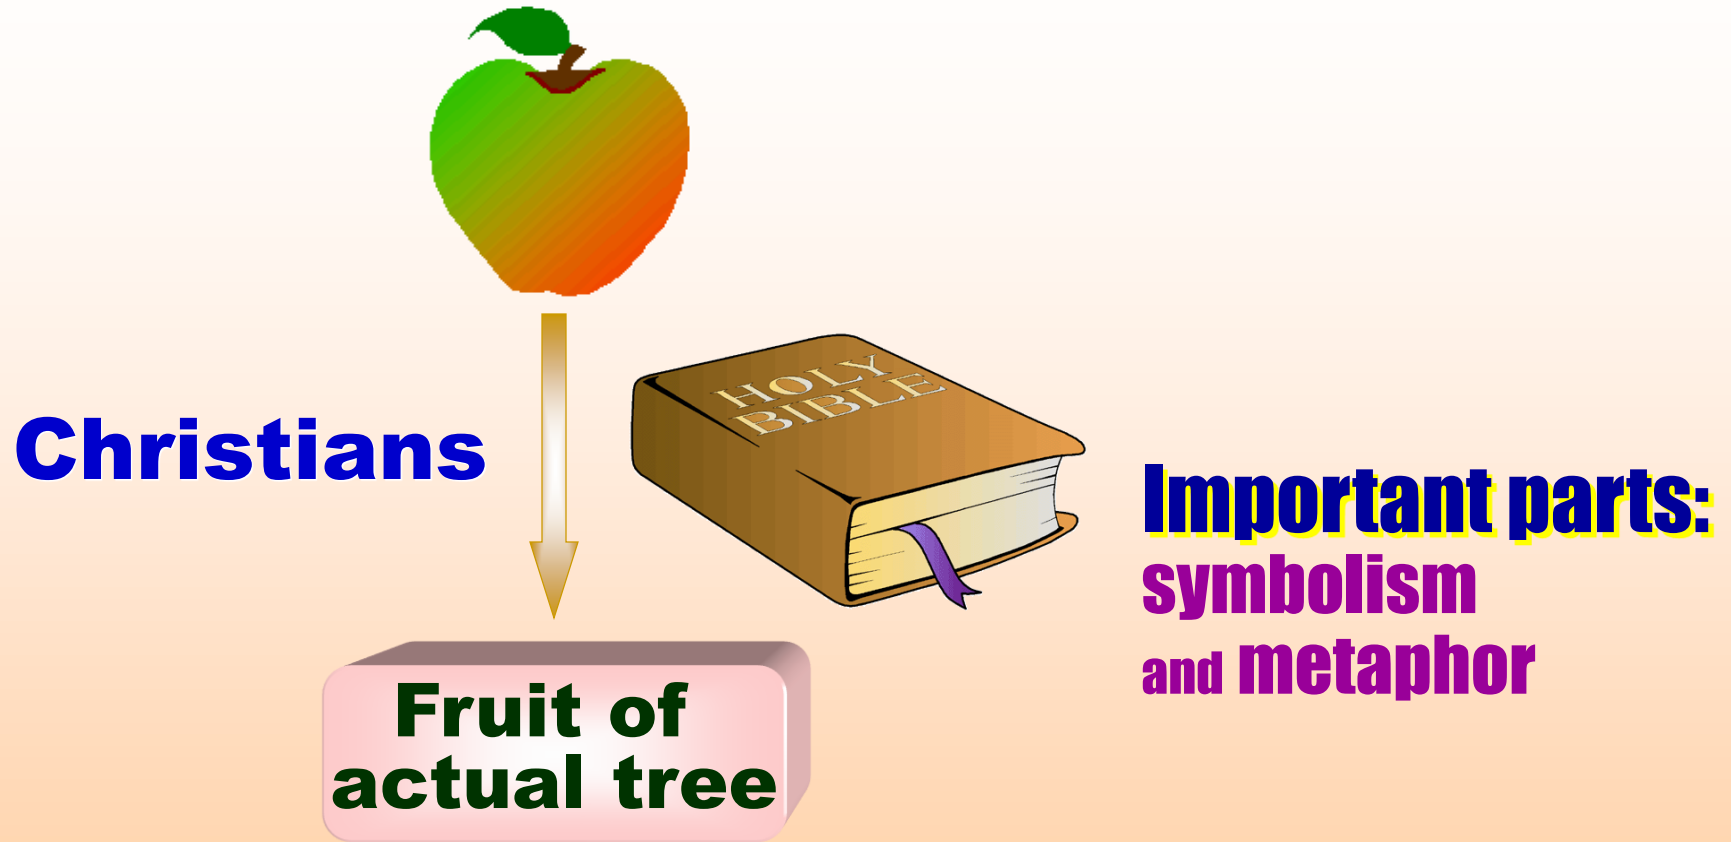 HOLY
BIBLE
Christians
Important parts:
symbolism
and metaphor
Fruit of
actual tree